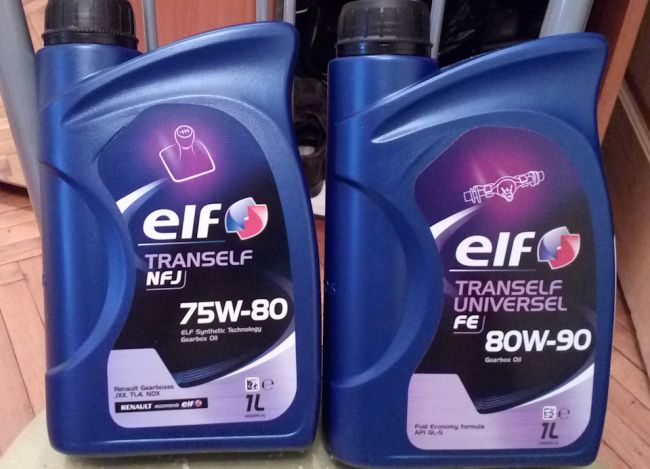 elf
TRANSELF
NFJ
75W-80
ELF Synthetic Technology
Gearbox Oil
Renault Gearboxes
JXX, TL4, NDX
RENAULT recommends elf
1L
elf
TRANSELF
UNIVERSEL
FE
80W-90
Gearbox Oil
Fuel Economy formula
API GL-5
1L